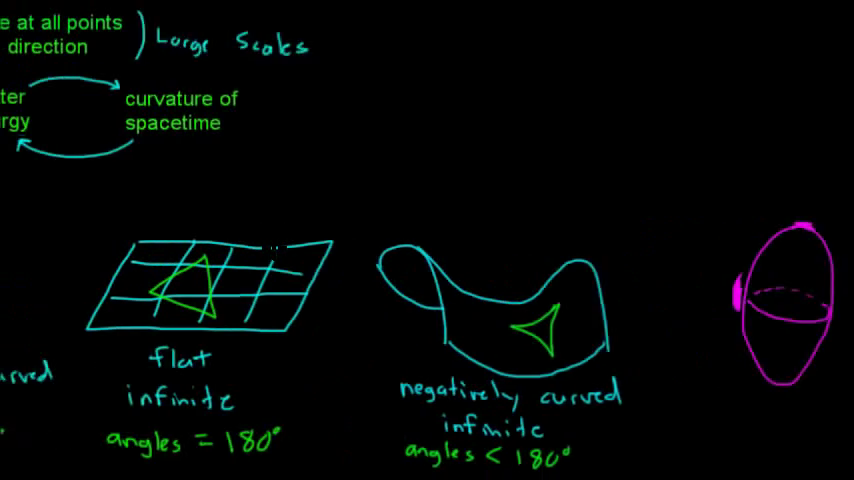 e at all points
direction
Large Scales
ter
rgy
curvature of
spacetime
flat
infinite
angles = 180°
negatively curved
infinite
angles < 180°